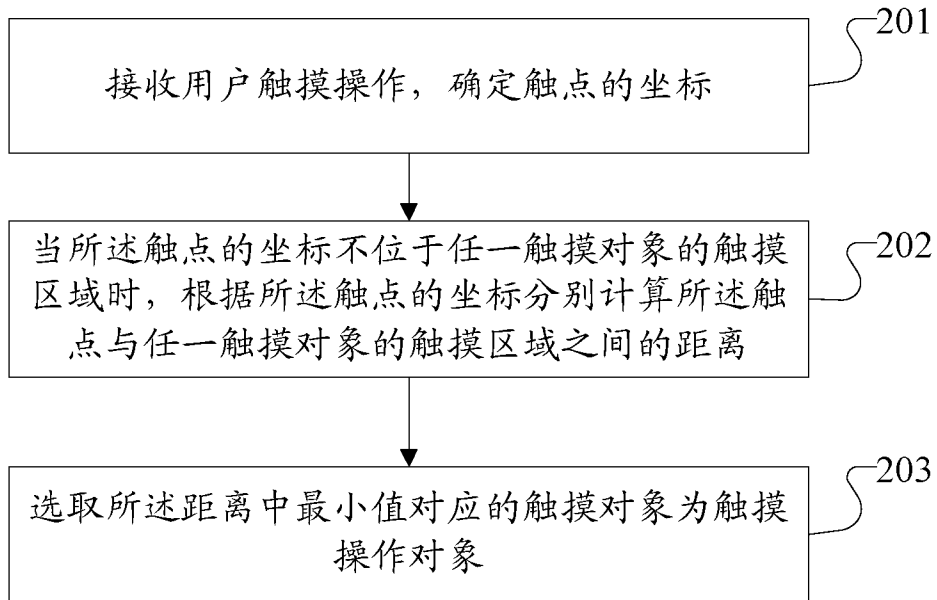 201
接收用户触摸操作，确定触点的坐标
202
当所述触点的坐标不位于任一触摸对象的触摸
区域时，根据所述触点的坐标分别计算所述触
点与任一触摸对象的触摸区域之间的距离
203
选取所述距离中最小值对应的触摸对象为触摸
操作对象